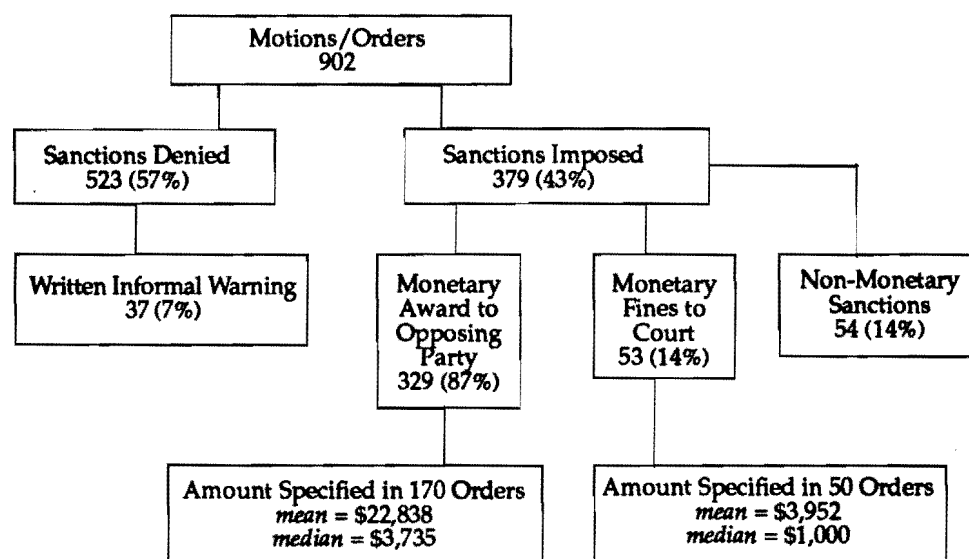 Motions/Orders
902
Sanctions Denied
523 (57%)
Sanctions Imposed
379 (43%)
Written Informal Warning
37 (7%)
Monetary
Award to
Opposing
Party
329 (87%)
Monetary
Fines to
Court
53 (14%)
Non-Monetary
Sanctions
54 (14%)
Amount Specified in 170 Orders
mean = $22,838
median = $3,735
Amount Specified in 50 Orders
mean = $3,952
median = $1,000